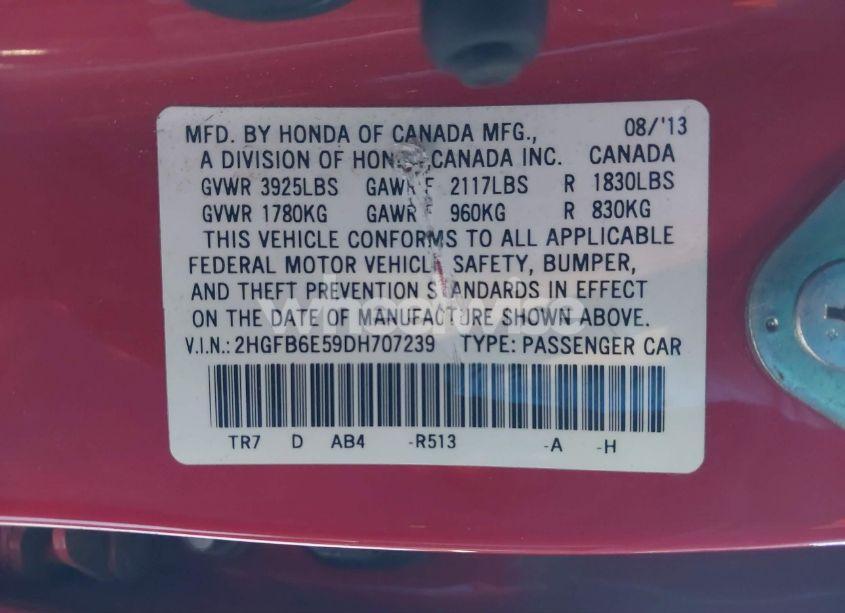 MFD. BY HONDA OF CANADA MFG., 08/'13
A DIVISION OF HONDA CANADA INC. CANADA
GVWR 3925LBS GAWR F 2117LBS R 1830LBS
GVWR 1780KG GAWR F 960KG R 830KG
THIS VEHICLE CONFORMS TO ALL APPLICABLE
FEDERAL MOTOR VEHICLE SAFETY, BUMPER,
AND THEFT PREVENTION STANDARDS IN EFFECT
ON THE DATE OF MANUFACTURE SHOWN ABOVE.
V.I.N.: 2HGFB6E59DH707239 TYPE: PASSENGER CAR
TR7 D AB4 -R513 -A -H
wheelwise